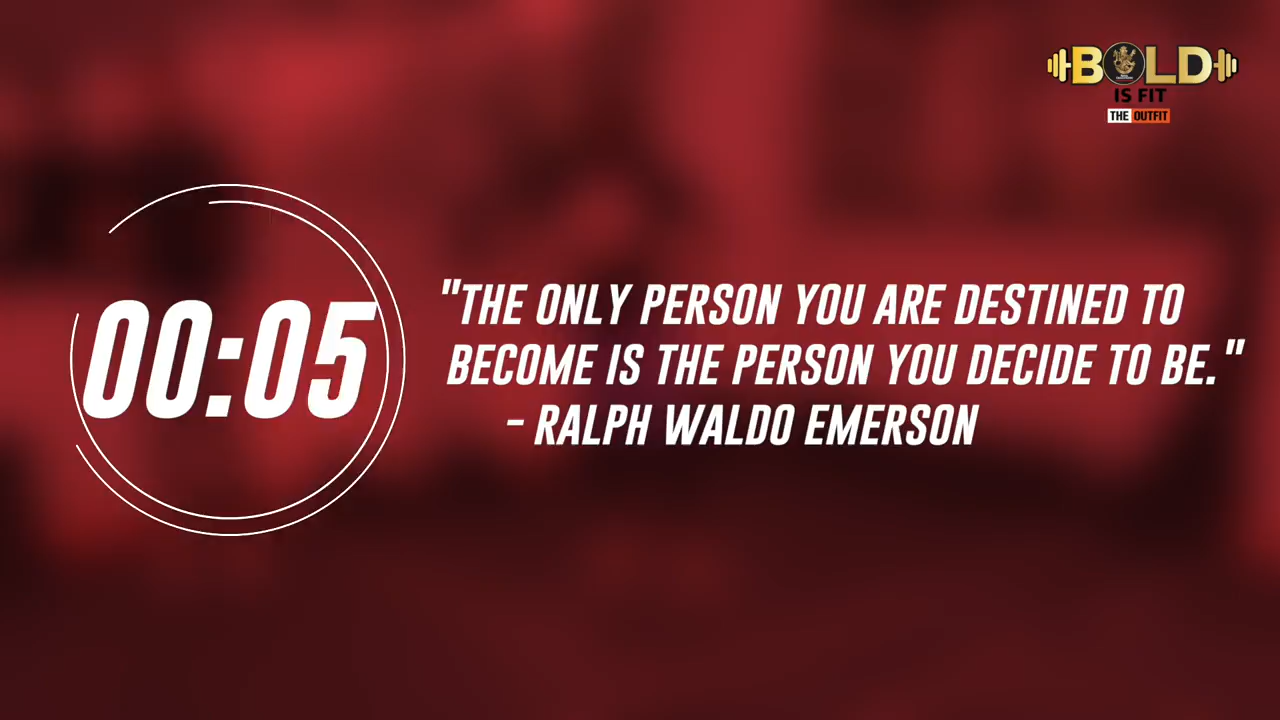 BOLD
IS FIT
THE OUTFIT
00:05
"THE ONLY PERSON YOU ARE DESTINED TO
BECOME IS THE PERSON YOU DECIDE TO BE."
- RALPH WALDO EMERSON